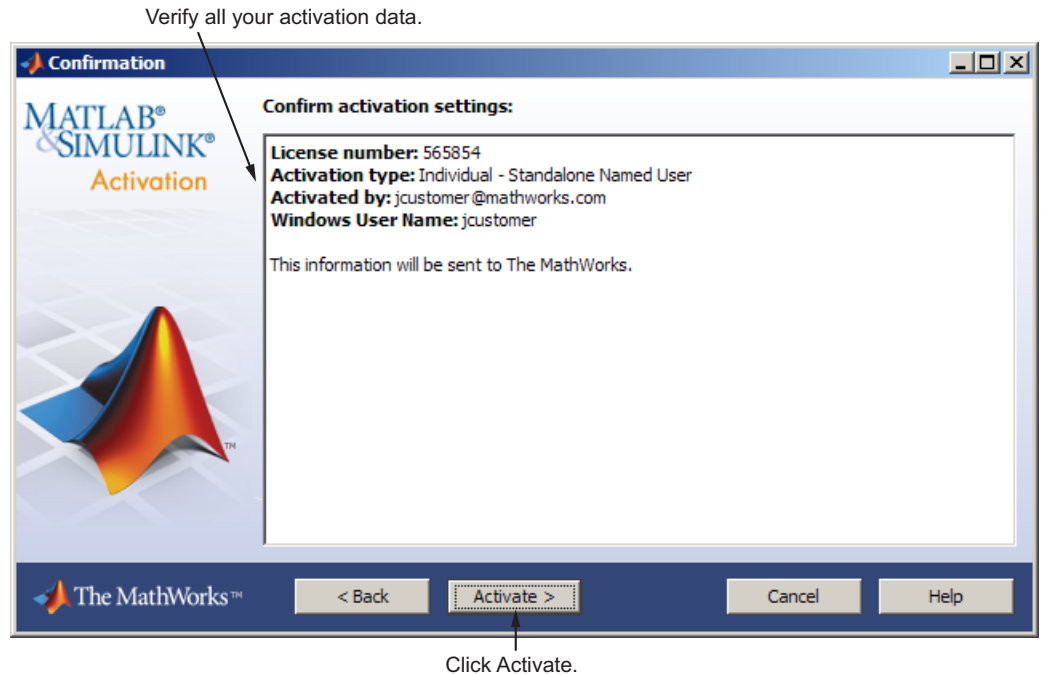 Verify all your activation data.
Confirmation
MATLAB®
&SIMULINK®
Activation
Confirm activation settings:
License number: 565854
Activation type: Individual - Standalone Named User
Activated by: jcustomer@mathworks.com
Windows User Name: jcustomer
This information will be sent to The MathWorks.
TM
The MathWorks™
< Back
Activate >
Cancel
Help
Click Activate.